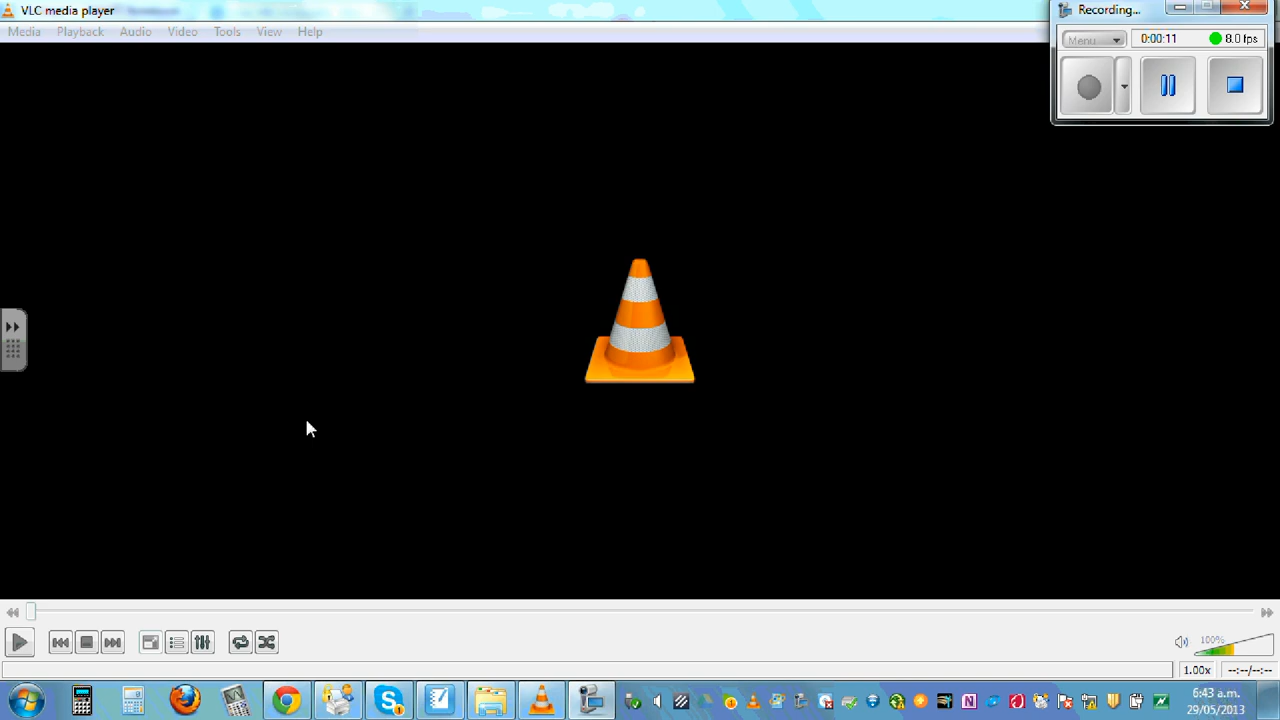 VLC media player
Recording...
Media Playback Audio Video Tools View Help
Menu 0:00:11 8.0 fps
100%
1.00x --:--/--:--
6:43 a.m.
29/05/2013